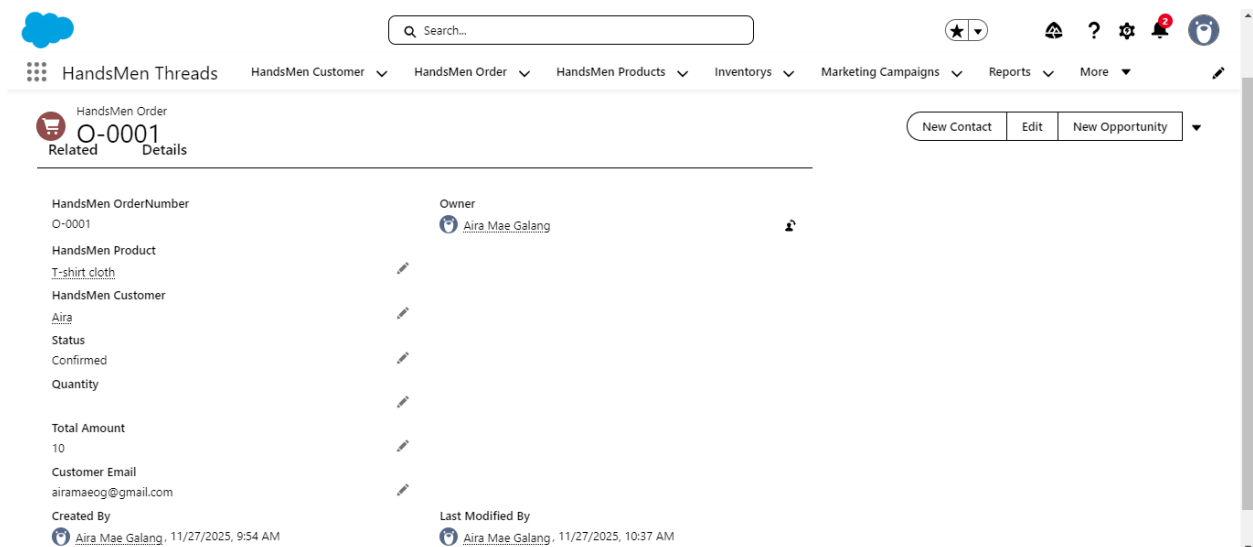 Search...
2
HandsMen Threads HandsMen Customer HandsMen Order HandsMen Products Inventorys Marketing Campaigns Reports More
HandsMen Order
O-0001
New Contact Edit New Opportunity
Related Details
HandsMen OrderNumber Owner
O-0001 Aira Mae Galang
HandsMen Product
T-shirt cloth
HandsMen Customer
Aira
Status
Confirmed
Quantity
Total Amount
10
Customer Email
airamaeog@gmail.com
Created By Last Modified By
Aira Mae Galang, 11/27/2025, 9:54 AM Aira Mae Galang, 11/27/2025, 10:37 AM